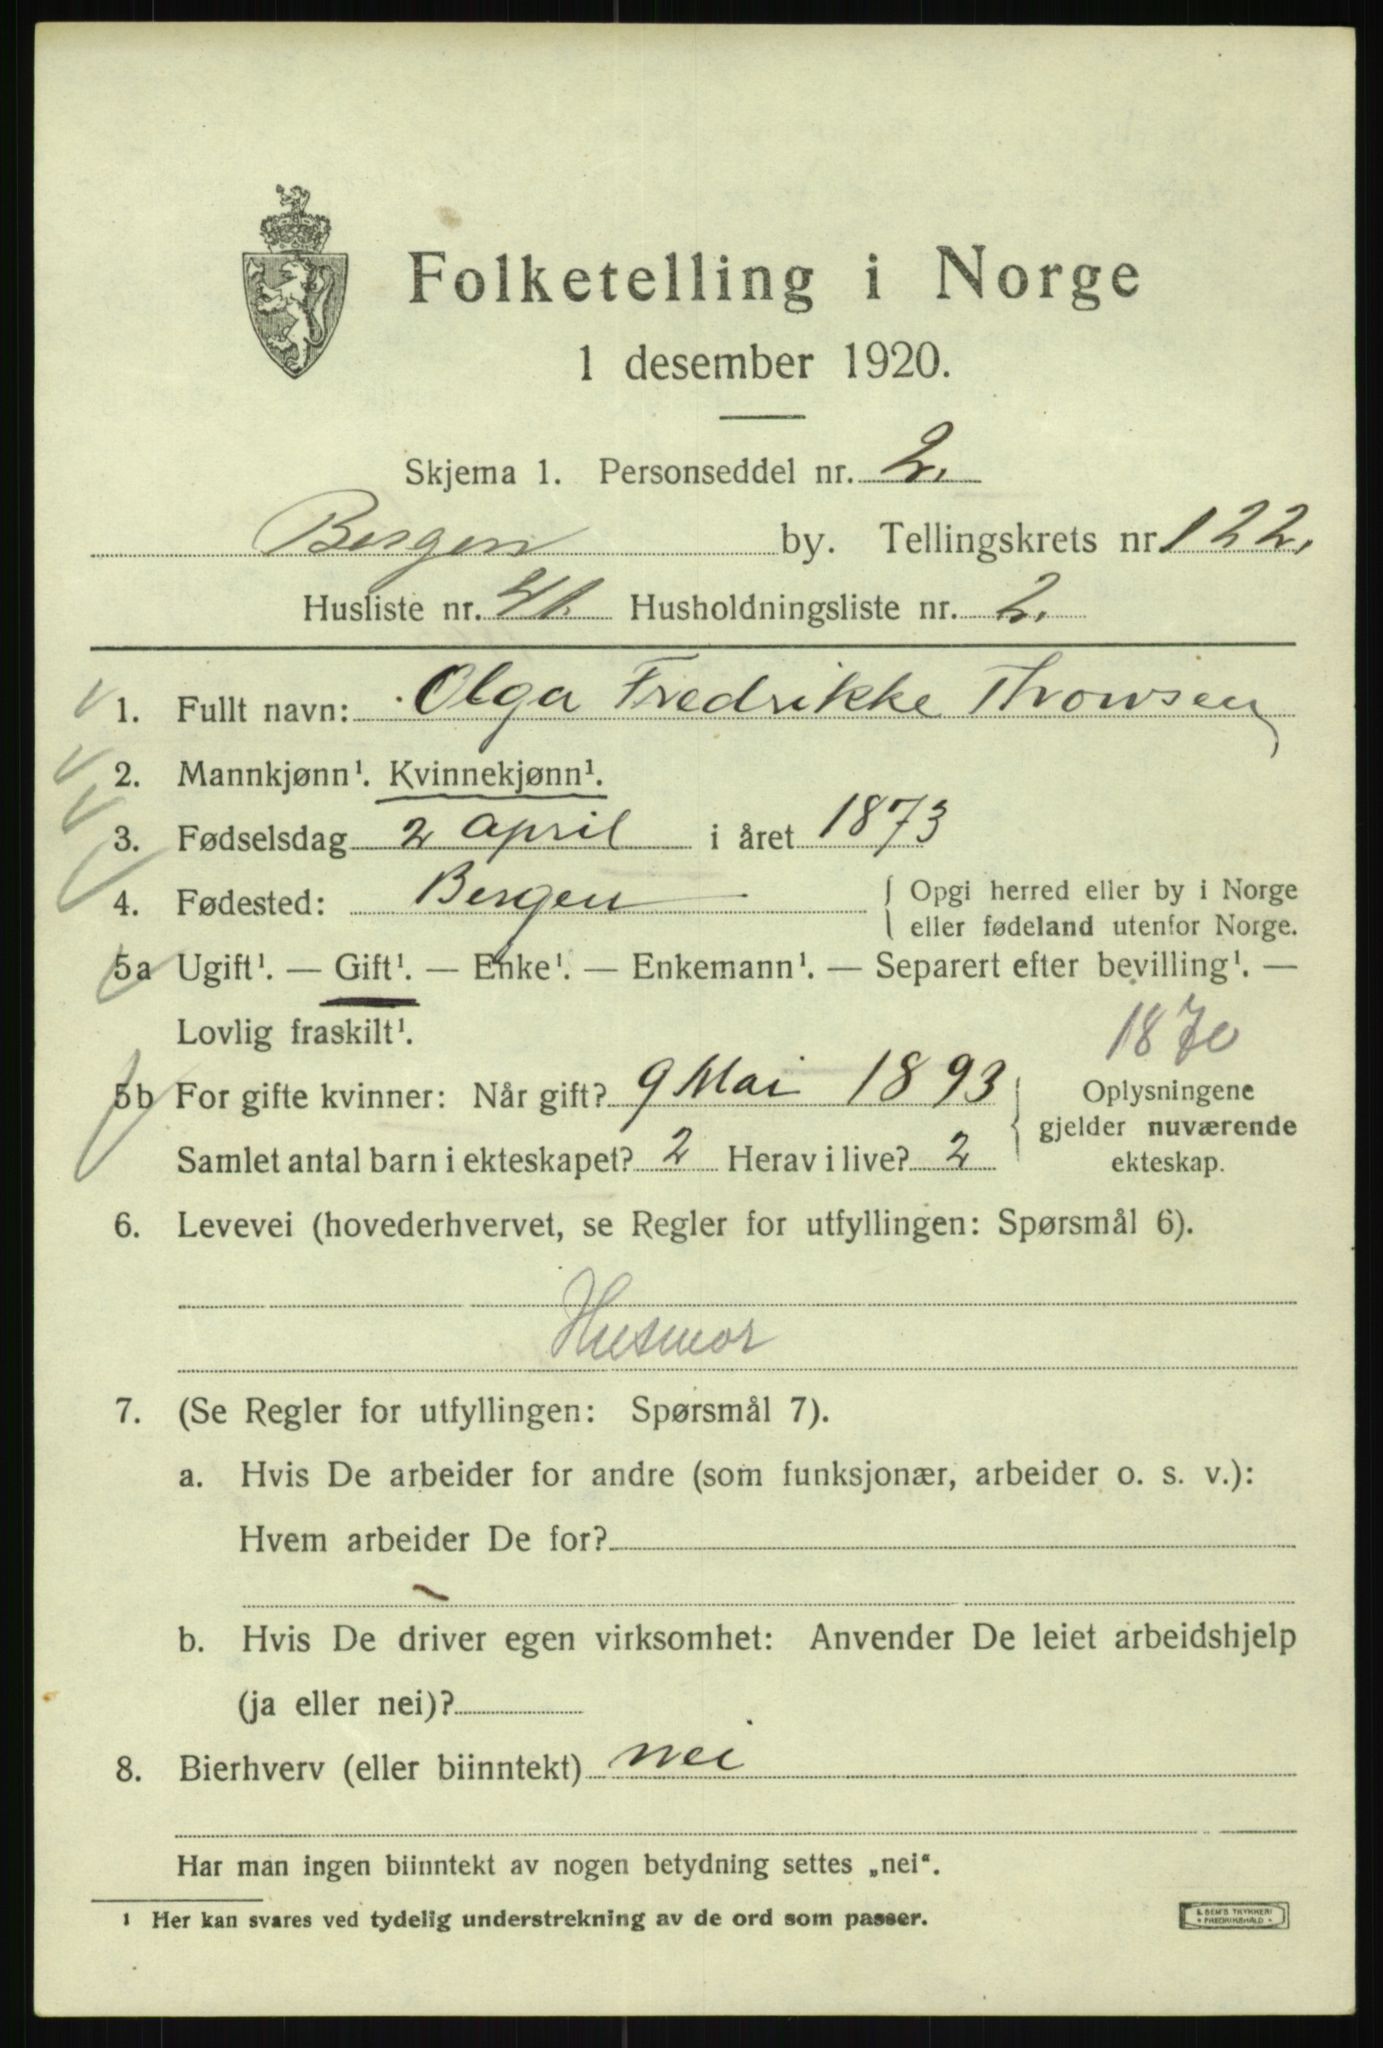 Folketelling i Norge
1 desember 1920.
Skjema 1. Personseddel nr. 2.
Bergen by. Tellingskrets nr 122.
Husliste nr. 41. Husholdningsliste nr. 2.
1. Fullt navn: Olga Fredrikke Thowsen
2. Mannkjønn¹. Kvinnekjønn¹.
3. Fødselsdag 2 april i året 1873
4. Fødested: Bergen { Opgi herred eller by i Norge
eller fødeland utenfor Norge.
5a Ugift¹. — Gift¹. — Enke¹. — Enkemann¹. — Separert efter bevilling¹. —
Lovlig fraskilt¹.
1870
5b For gifte kvinner: Når gift? 9 Mai 1893 { Oplysningene
gjelder nuværende
Samlet antal barn i ekteskapet? 2 Herav i live? 2
ekteskap.
6. Levevei (hovederhvervet, se Regler for utfyllingen: Spørsmål 6).
Husmor
7. (Se Regler for utfyllingen: Spørsmål 7).
a. Hvis De arbeider for andre (som funksjonær, arbeider o. s. v.):
Hvem arbeider De for?
b. Hvis De driver egen virksomhet: Anvender De leiet arbeidshjelp
(ja eller nei)?
8. Bierhverv (eller biinntekt) nei
Har man ingen biinntekt av nogen betydning settes „nei“.
¹ Her kan svares ved tydelig understrekning av de ord som passer.
E. SEM'S TRYKKERI
• FREDRIKSHALD •